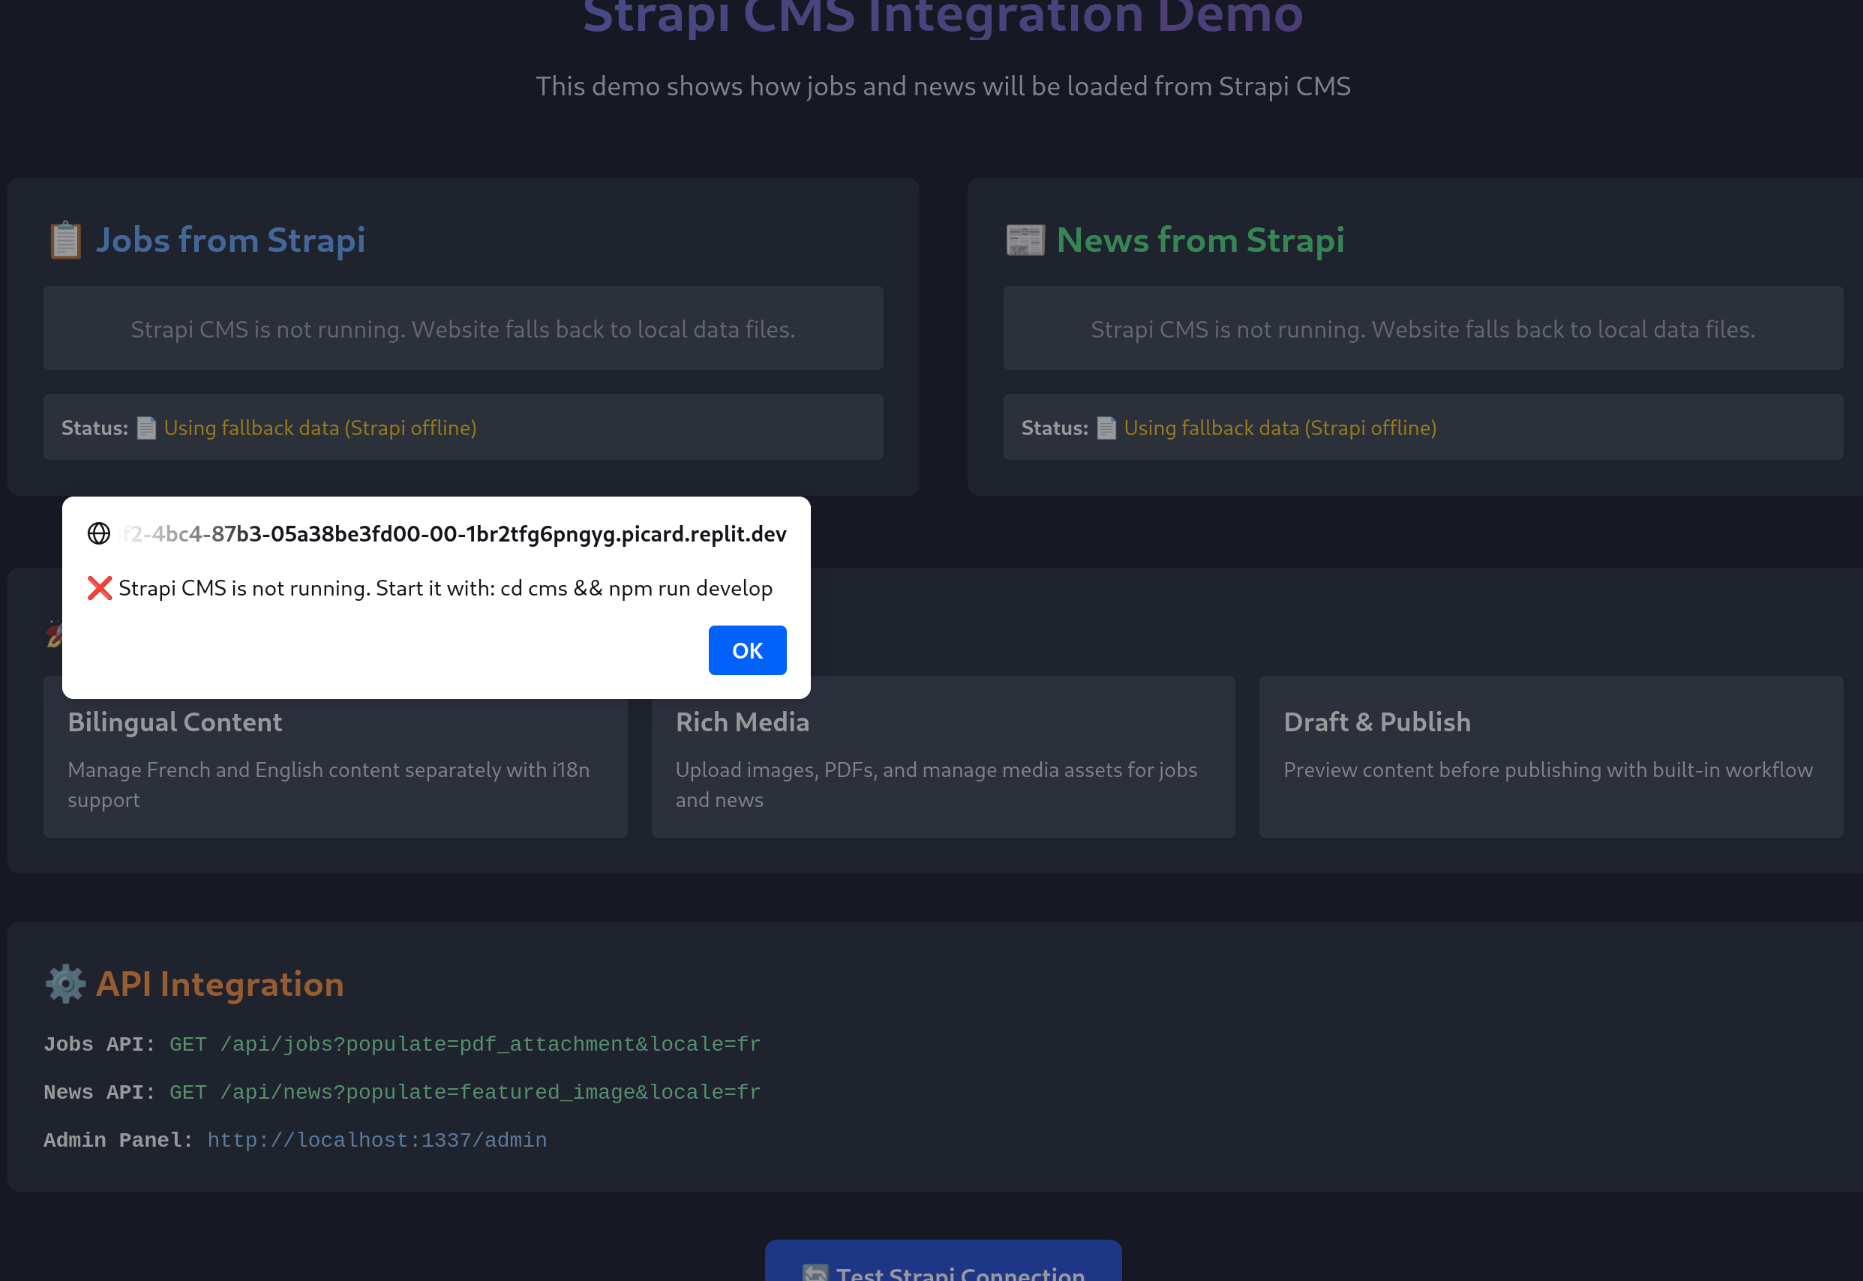 Strapi CMS Integration Demo
This demo shows how jobs and news will be loaded from Strapi CMS
📋 Jobs from Strapi
Strapi CMS is not running. Website falls back to local data files.
Status: 📄 Using fallback data (Strapi offline)
📰 News from Strapi
Strapi CMS is not running. Website falls back to local data files.
Status: 📄 Using fallback data (Strapi offline)
f2-4bc4-87b3-05a38be3fd00-00-1br2tfg6pngyg.picard.replit.dev
❌ Strapi CMS is not running. Start it with: cd cms && npm run develop
OK
Bilingual Content
Manage French and English content separately with i18n
support
Rich Media
Upload images, PDFs, and manage media assets for jobs
and news
Draft & Publish
Preview content before publishing with built-in workflow
⚙️ API Integration
Jobs API: GET /api/jobs?populate=pdf_attachment&locale=fr
News API: GET /api/news?populate=featured_image&locale=fr
Admin Panel: http://localhost:1337/admin
🔄 Test Strapi Connection